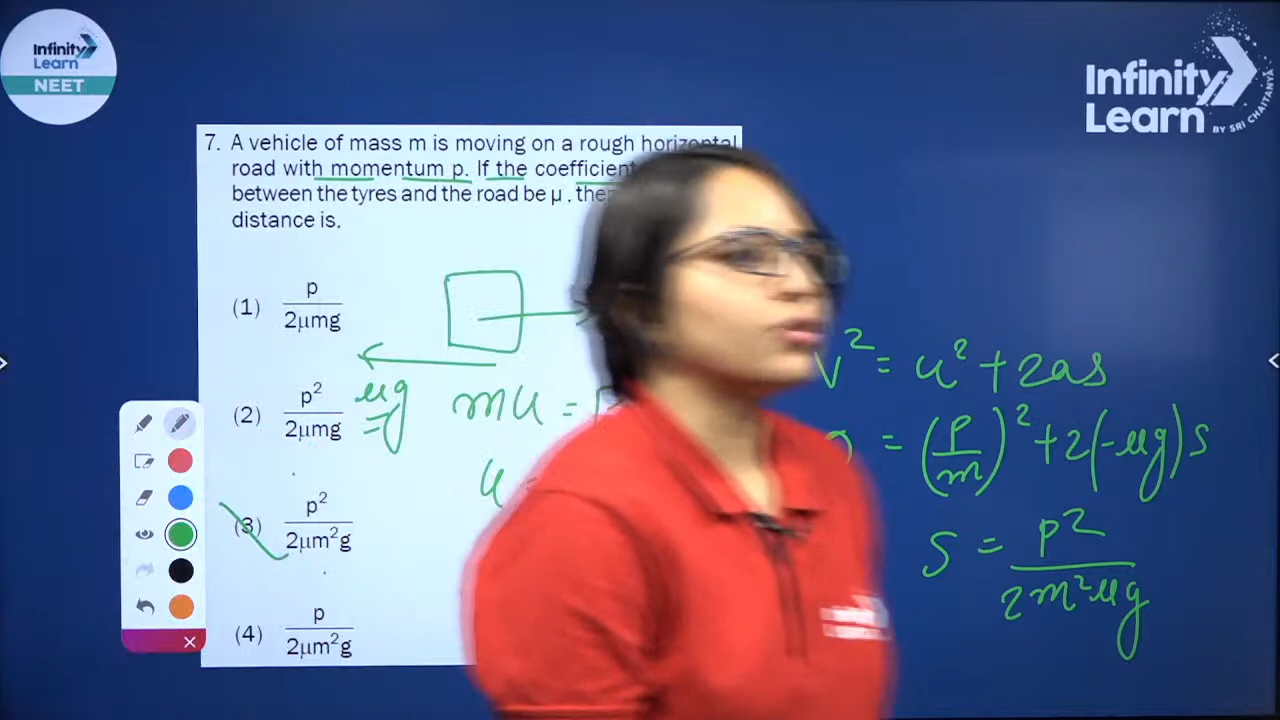 Infinity
Learn
NEET
Infinity
Learn
BY SRI CHAITANYA
7. A vehicle of mass m is moving on a rough horizontal
road with momentum p. If the coefficient
between the tyres and the road be μ, then
distance is.
(1) p/2μmg
(2) p²/2μmg
(3) p²/2μm²g
(4) p/2μm²g
μg
mu =
u
v² = u² + 2as
= (p/m)² + 2(-μg)s
s = p²/2m²μg